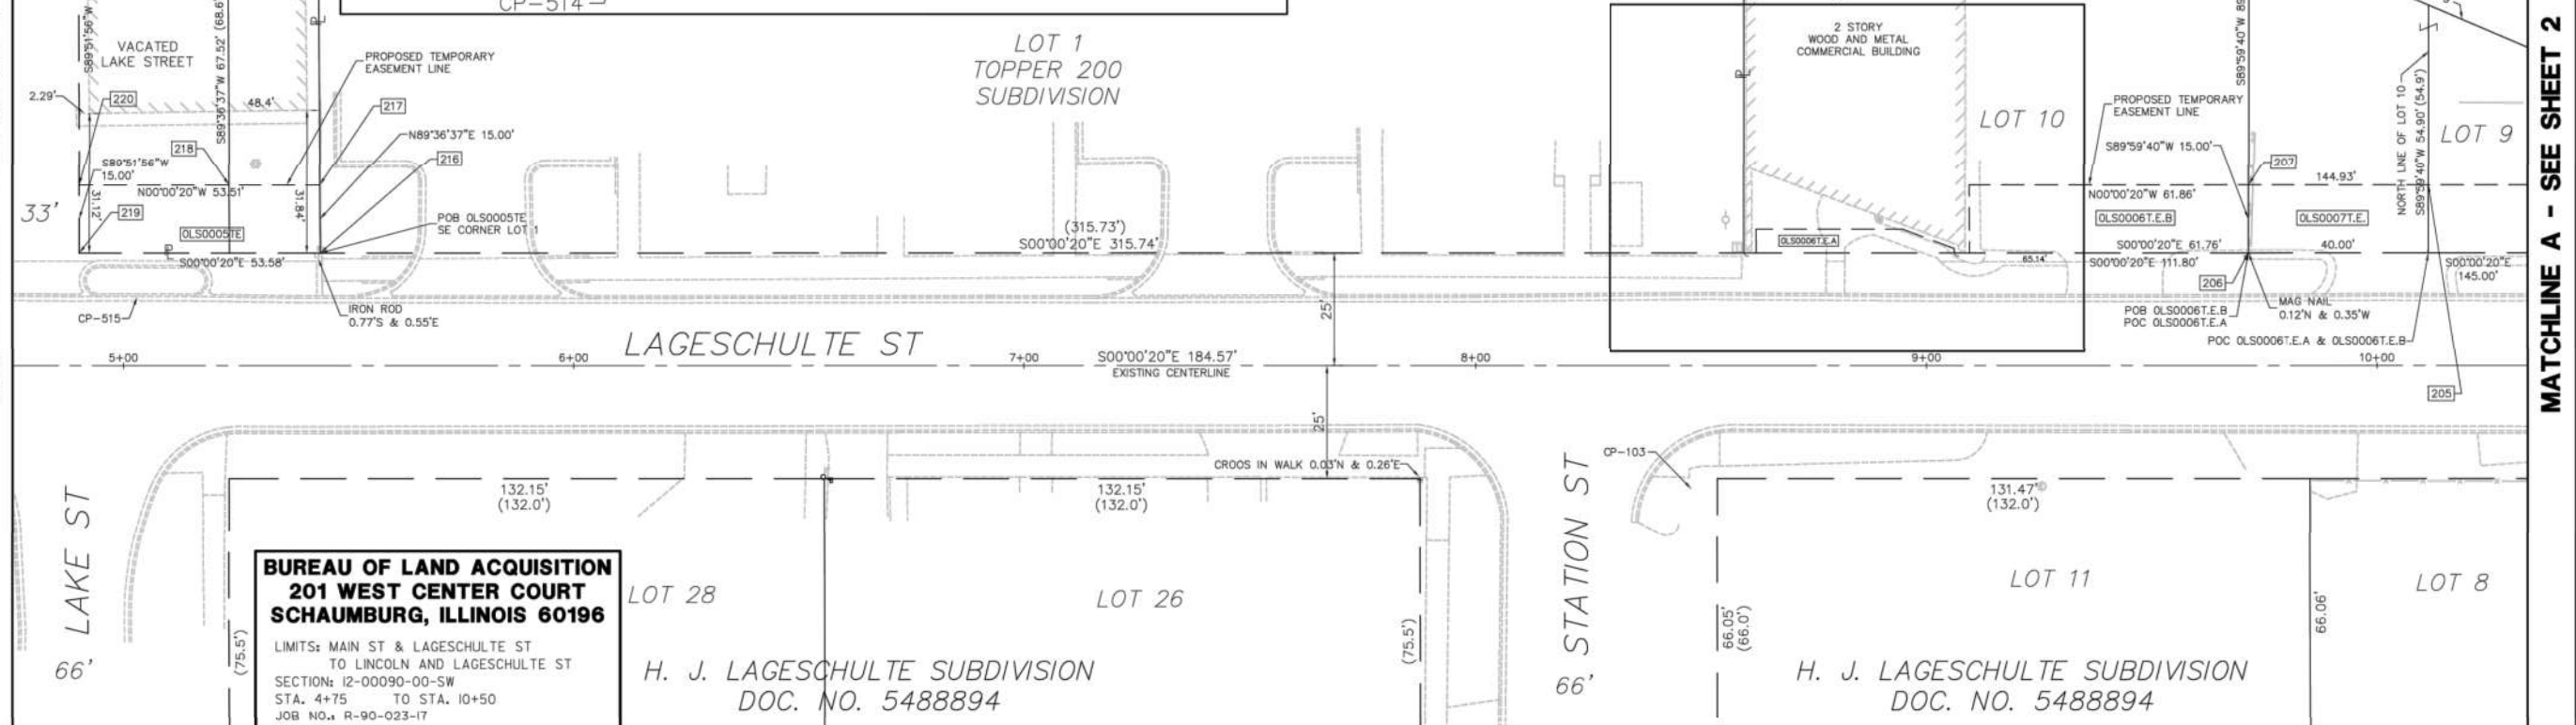 CP-514
S89°51'56"W
VACATED
LAKE STREET
S89°36'37"W 67.52' (68.6
PROPOSED TEMPORARY
EASEMENT LINE
2.29'
220
48.4'
217
N89°36'37"E 15.00'
218
216
S89°51'56"W
15.00'
N00°00'20"W 53.51'
31.12'
31.84'
33'
219
0LS0005TE
POB 0LS0005TE
SE CORNER LOT 1
S00°00'20"E 53.58'
CP-515
IRON ROD
0.77'S & 0.55'E
LOT 1
TOPPER 200
SUBDIVISION
(315.73')
S00°00'20"E 315.74'
2 STORY
WOOD AND METAL
COMMERCIAL BUILDING
LOT 10
0LS0006T.E.A
65.14'
S89°59'40"W 89
PROPOSED TEMPORARY
EASEMENT LINE
S89°59'40"W 15.00'
207
144.93'
N00°00'20"W 61.86'
0LS0006T.E.B
0LS0007T.E.
S00°00'20"E 61.76'
40.00'
S00°00'20"E 111.80'
NORTH LINE OF LOT 10
S89°59'40"W 54.90' (54.9')
LOT 9
S00°00'20"E
145.00'
206
MAG NAIL
0.12'N & 0.35'W
POB 0LS0006T.E.B
POC 0LS0006T.E.A
POC 0LS0006T.E.A & 0LS0006T.E.B
205
MATCHLINE A - SEE SHEET 2
25'
LAGESCHULTE ST
5+00
6+00
7+00
S00°00'20"E 184.57'
EXISTING CENTERLINE
8+00
9+00
10+00
25'
CROOS IN WALK 0.03'N & 0.26'E
CP-103
132.15'
(132.0')
132.15'
(132.0')
131.47'
(132.0')
LAKE ST
66'
STATION ST
66'
BUREAU OF LAND ACQUISITION
201 WEST CENTER COURT
SCHAUMBURG, ILLINOIS 60196
LIMITS: MAIN ST & LAGESCHULTE ST
TO LINCOLN AND LAGESCHULTE ST
SECTION: 12-00090-00-SW
STA. 4+75 TO STA. 10+50
JOB NO.: R-90-023-17
(75.5')
LOT 28
LOT 26
(75.5')
H. J. LAGESCHULTE SUBDIVISION
DOC. NO. 5488894
66.05'
(66.0')
LOT 11
66.06'
LOT 8
H. J. LAGESCHULTE SUBDIVISION
DOC. NO. 5488894